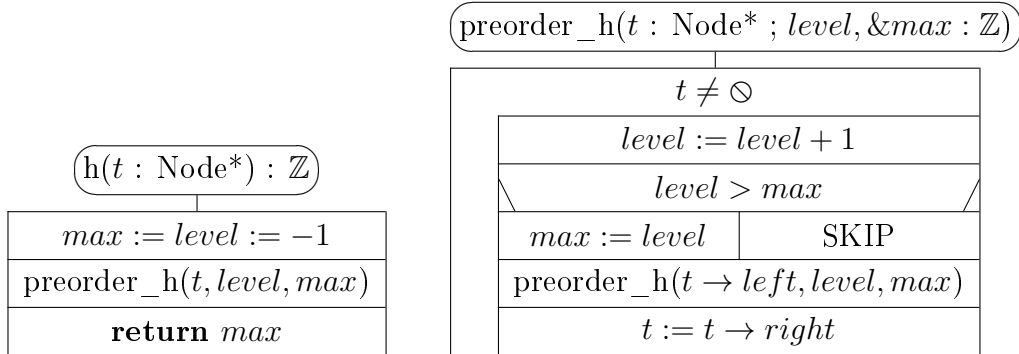 h(t : Node*) : ℤ
max := level := −1
preorder_h(t, level, max)
return max
preorder_h(t : Node* ; level, &max : ℤ)
t ≠ ⦸
level := level + 1
level > max
max := level
SKIP
preorder_h(t → left, level, max)
t := t → right